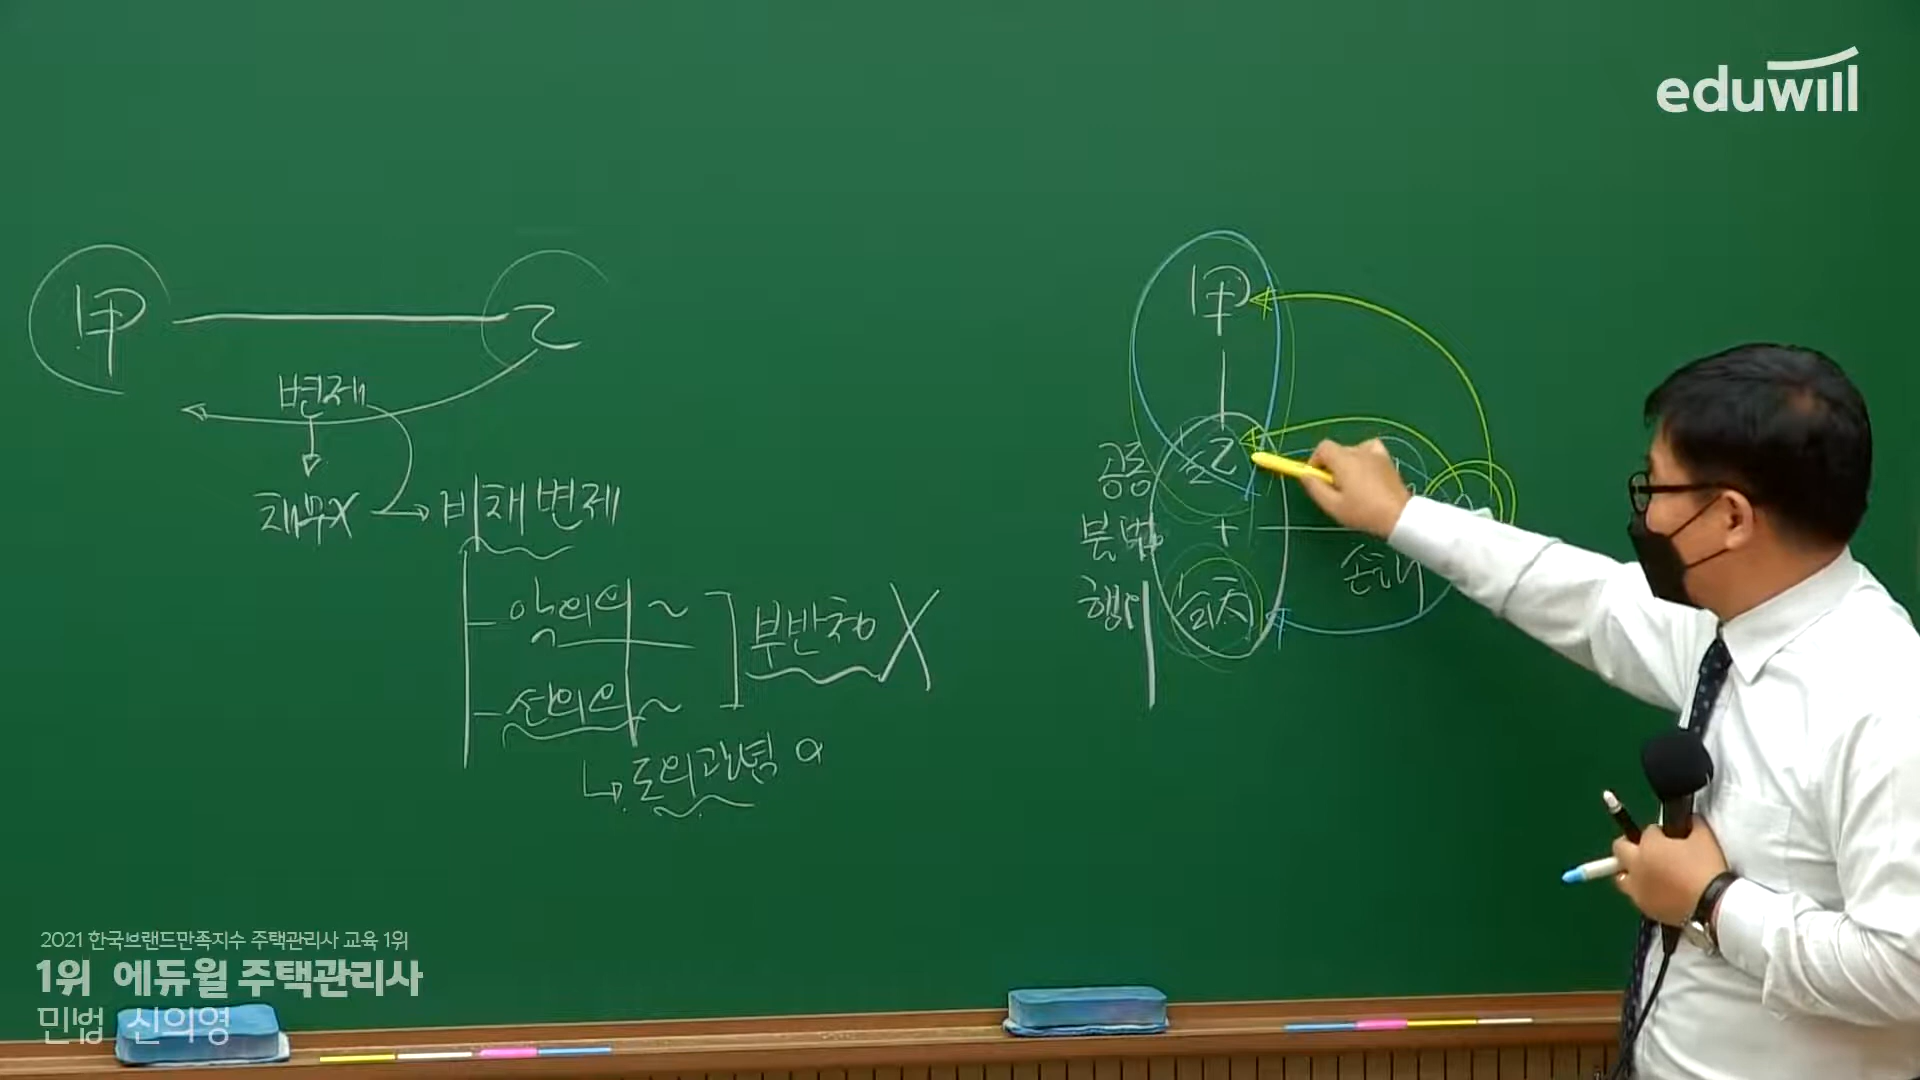 eduwill
甲 乙
변제
채무X
비채변제
악의의 ~
선의의 ~
부반청 X
도의관념 o
甲
乙
+
공동
불법
행위
손해
2021 한국브랜드만족지수 주택관리사 교육 1위
1위 에듀윌 주택관리사
민법 신의영